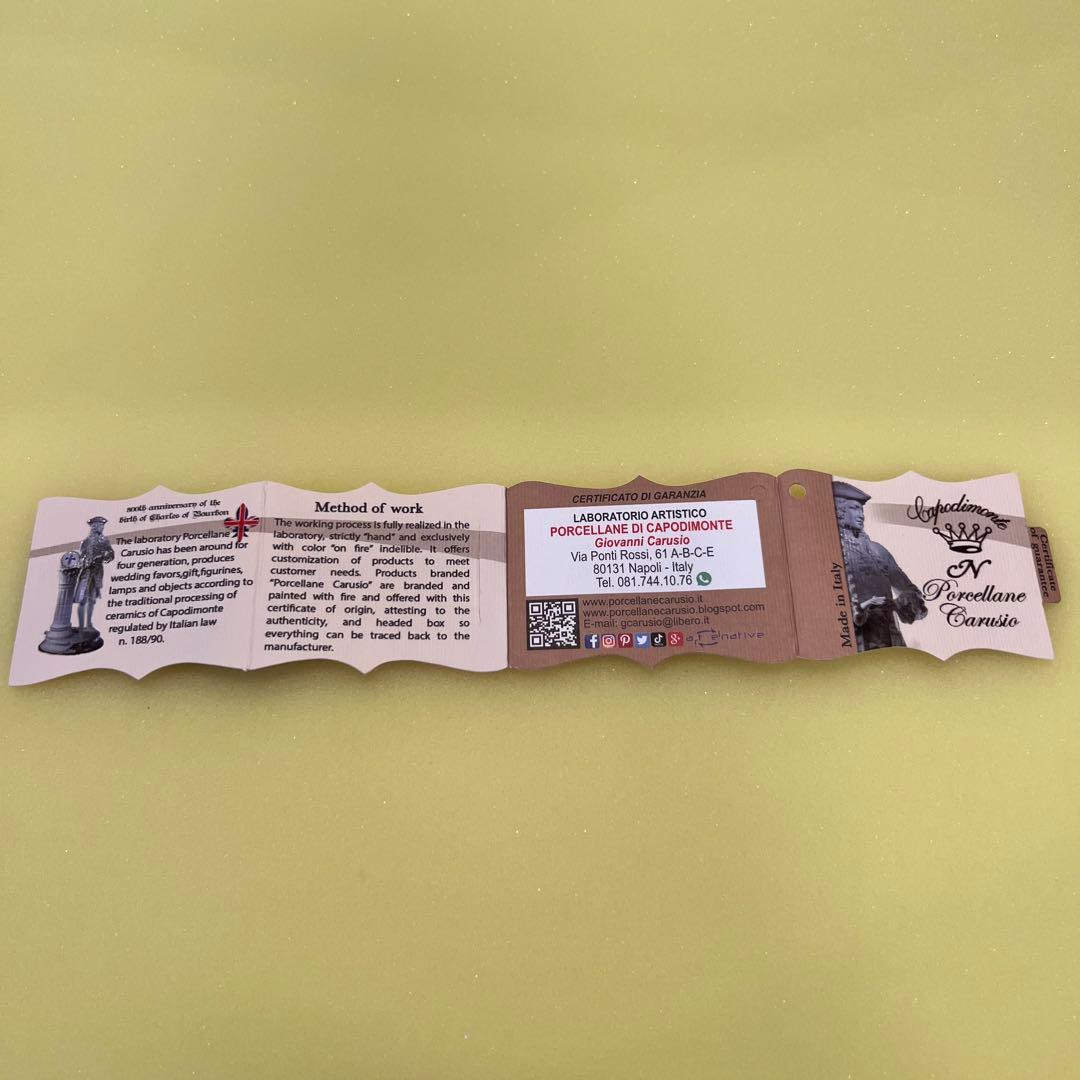 300th anniversary of the
birth of Charles of Bourbon
The laboratory Porcellane
Carusio has been around for
four generation, produces
wedding favors,gift,figurines,
lamps and objects according to
the traditional processing of
ceramics of Capodimonte
regulated by Italian law
n. 188/90.
Method of work
The working process is fully realized in the
laboratory, strictly "hand" and exclusively
with color "on fire" indelible. It offers
customization of products to meet
customer needs. Products branded
"Porcellane Carusio" are branded and
painted with fire and offered with this
certificate of origin, attesting to the
authenticity, and headed box so
everything can be traced back to the
manufacturer.
CERTIFICATO DI GARANZIA
LABORATORIO ARTISTICO
PORCELLANE DI CAPODIMONTE
Giovanni Carusio
Via Ponti Rossi, 61 A-B-C-E
80131 Napoli - Italy
Tel. 081.744.10.76
www.porcellanecarusio.it
www.porcellanecarusio.blogspot.com
E-mail: gcarusio@libero.it
Made in Italy
Capodimonte
N
Porcellane
Carusio
Certificate
of guarantee